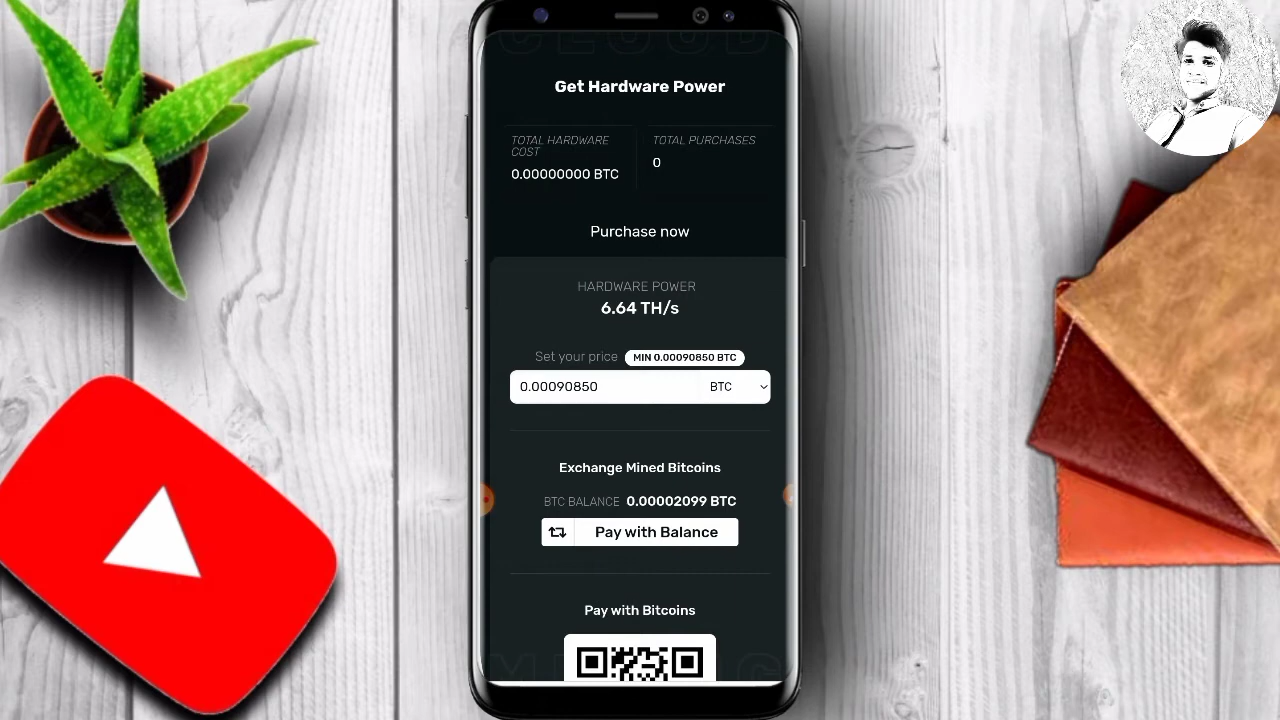 CLOUD
Get Hardware Power
TOTAL HARDWARE
COST
0.00000000 BTC
TOTAL PURCHASES
0
Purchase now
HARDWARE POWER
6.64 TH/s
Set your price MIN 0.00090850 BTC
0.00090850 BTC
Exchange Mined Bitcoins
BTC BALANCE 0.00002099 BTC
Pay with Balance
Pay with Bitcoins